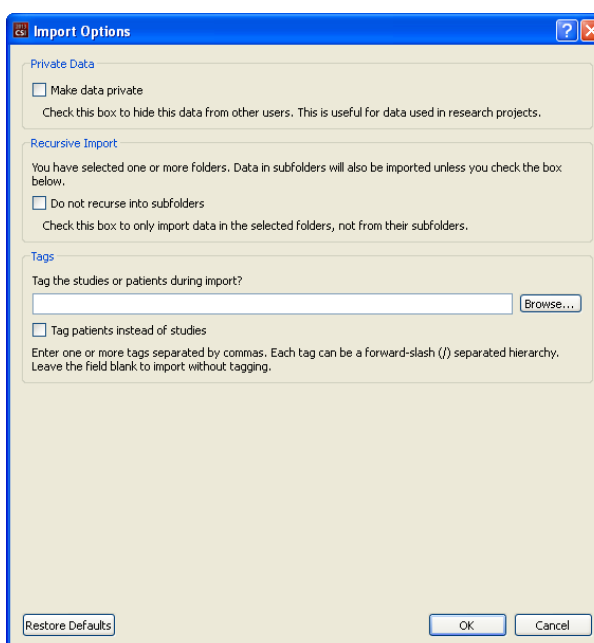 2011
CS!
Import Options
Private Data
Make data private
Check this box to hide this data from other users. This is useful for data used in research projects.
Recursive Import
You have selected one or more folders. Data in subfolders will also be imported unless you check the box
below.
Do not recurse into subfolders
Check this box to only import data in the selected folders, not from their subfolders.
Tags
Tag the studies or patients during import?
Browse...
Tag patients instead of studies
Enter one or more tags separated by commas. Each tag can be a forward-slash (/) separated hierarchy.
Leave the field blank to import without tagging.
Restore Defaults
OK
Cancel